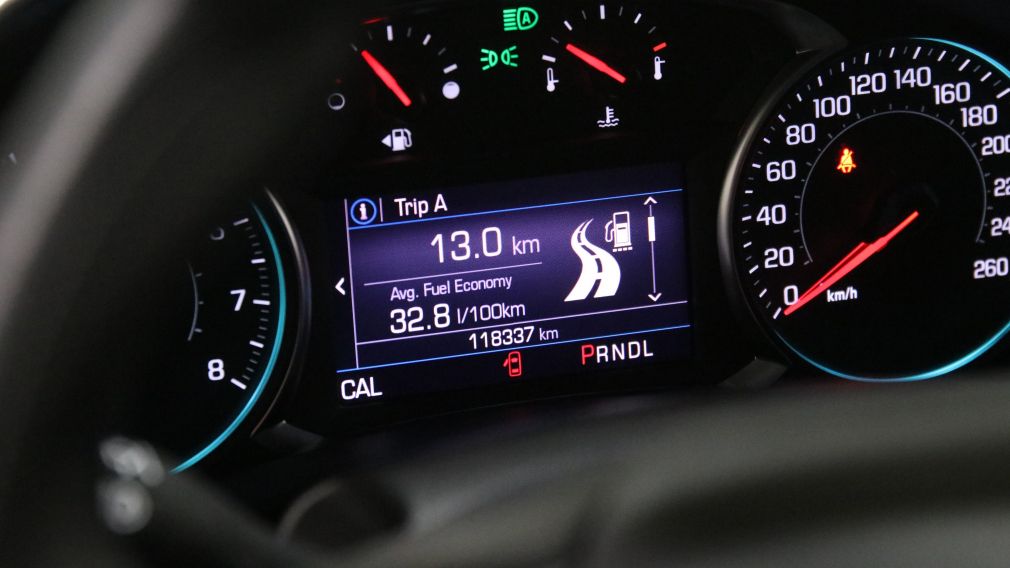 A
i Trip A
13.0 km
Avg. Fuel Economy
32.8 l/100km
118337 km
CAL
PRNDL
7
8
0
20
40
60
80
100
120
140
160
180
200
260
km/h